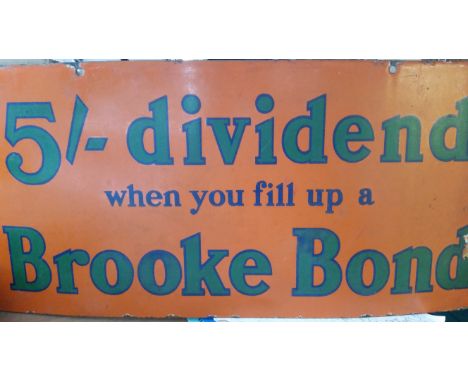 5/- dividend
when you fill up a
Brooke Bond